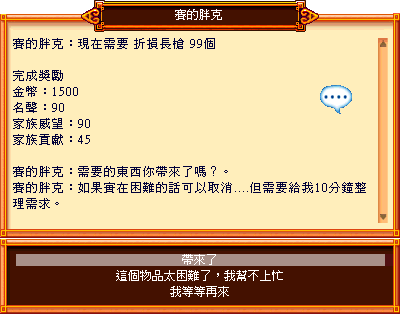 賽的胖克
賽的胖克：現在需要 折損長槍 99個
完成獎勵
金幣：1500
名聲：90
家族威望：90
家族貢獻：45
賽的胖克：需要的東西你帶來了嗎？。
賽的胖克：如果實在困難的話可以取消....但需要給我10分鐘整
理需求。
帶來了
這個物品太困難了，我幫不上忙
我等等再來